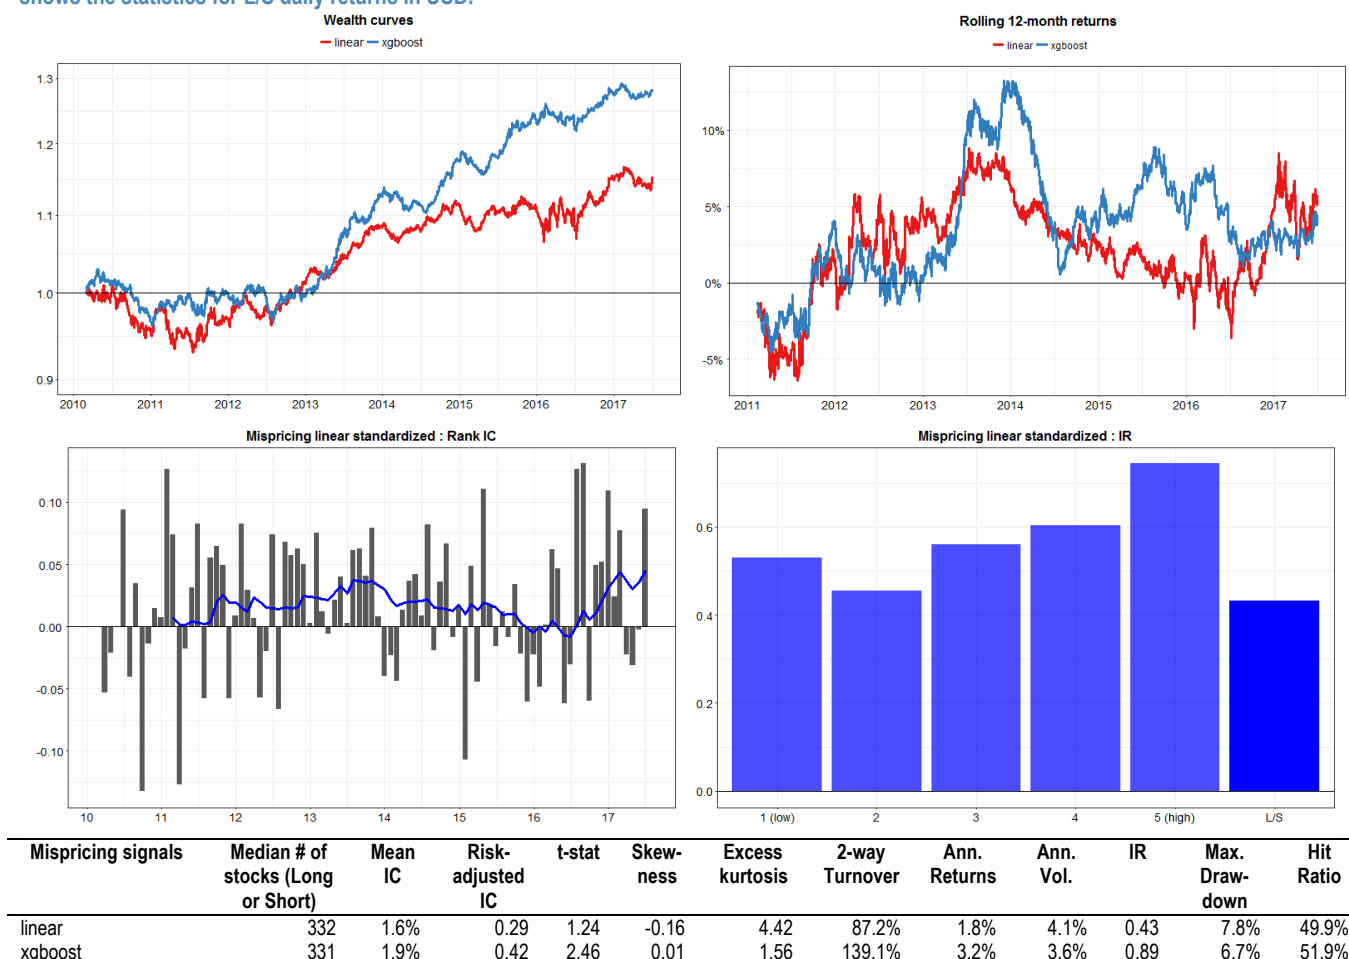 shows the statistics for L/S daily returns in USD.
Wealth curves
linear xgboost
1.3
1.2
1.1
1.0
0.9
2010 2011 2012 2013 2014 2015 2016 2017
Rolling 12-month returns
linear xgboost
10%
5%
0%
-5%
2011 2012 2013 2014 2015 2016 2017
Mispricing linear standardized : Rank IC
0.10
0.05
0.00
-0.05
-0.10
10 11 12 13 14 15 16 17
Mispricing linear standardized : IR
0.6
0.4
0.2
0.0
1 (low) 2 3 4 5 (high) L/S
Mispricing signals Median # of Mean Risk- t-stat Skew- Excess 2-way Ann. Ann. IR Max. Hit
stocks (Long IC adjusted ness kurtosis Turnover Returns Vol. Draw- Ratio
or Short) IC down
linear 332 1.6% 0.29 1.24 -0.16 4.42 87.2% 1.8% 4.1% 0.43 7.8% 49.9%
xgboost 331 1.9% 0.42 2.46 0.01 1.56 139.1% 3.2% 3.6% 0.89 6.7% 51.9%